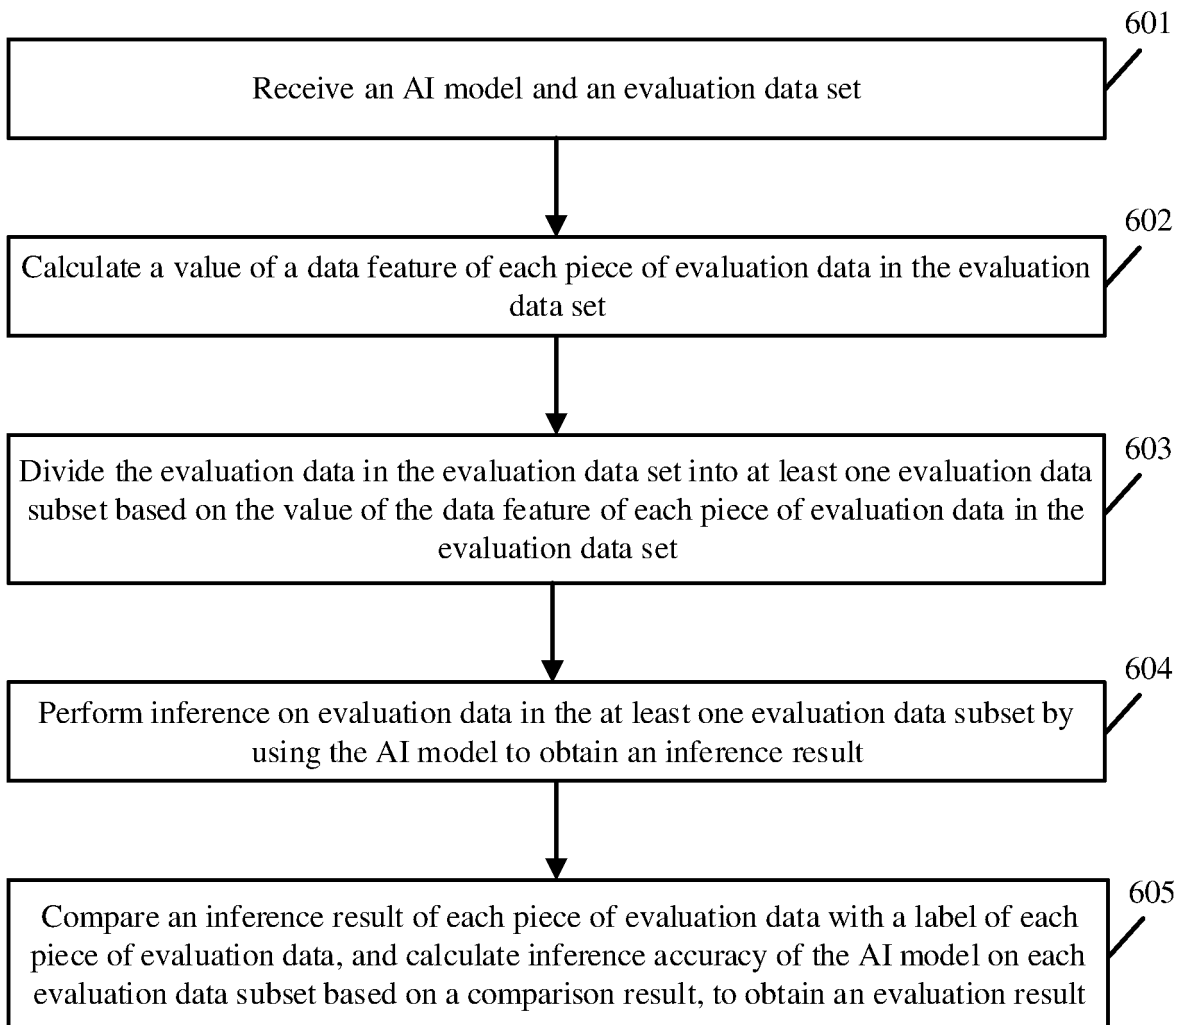 601
Receive an AI model and an evaluation data set
602
Calculate a value of a data feature of each piece of evaluation data in the evaluation
data set
603
Divide the evaluation data in the evaluation data set into at least one evaluation data
subset based on the value of the data feature of each piece of evaluation data in the
evaluation data set
604
Perform inference on evaluation data in the at least one evaluation data subset by
using the AI model to obtain an inference result
605
Compare an inference result of each piece of evaluation data with a label of each
piece of evaluation data, and calculate inference accuracy of the AI model on each
evaluation data subset based on a comparison result, to obtain an evaluation result